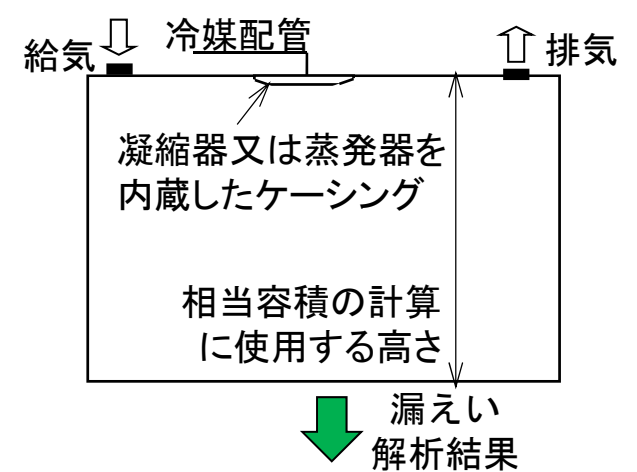 給気
冷媒配管
排気
凝縮器又は蒸発器を
内蔵したケーシング
相当容積の計算
に使用する高さ
漏えい
解析結果